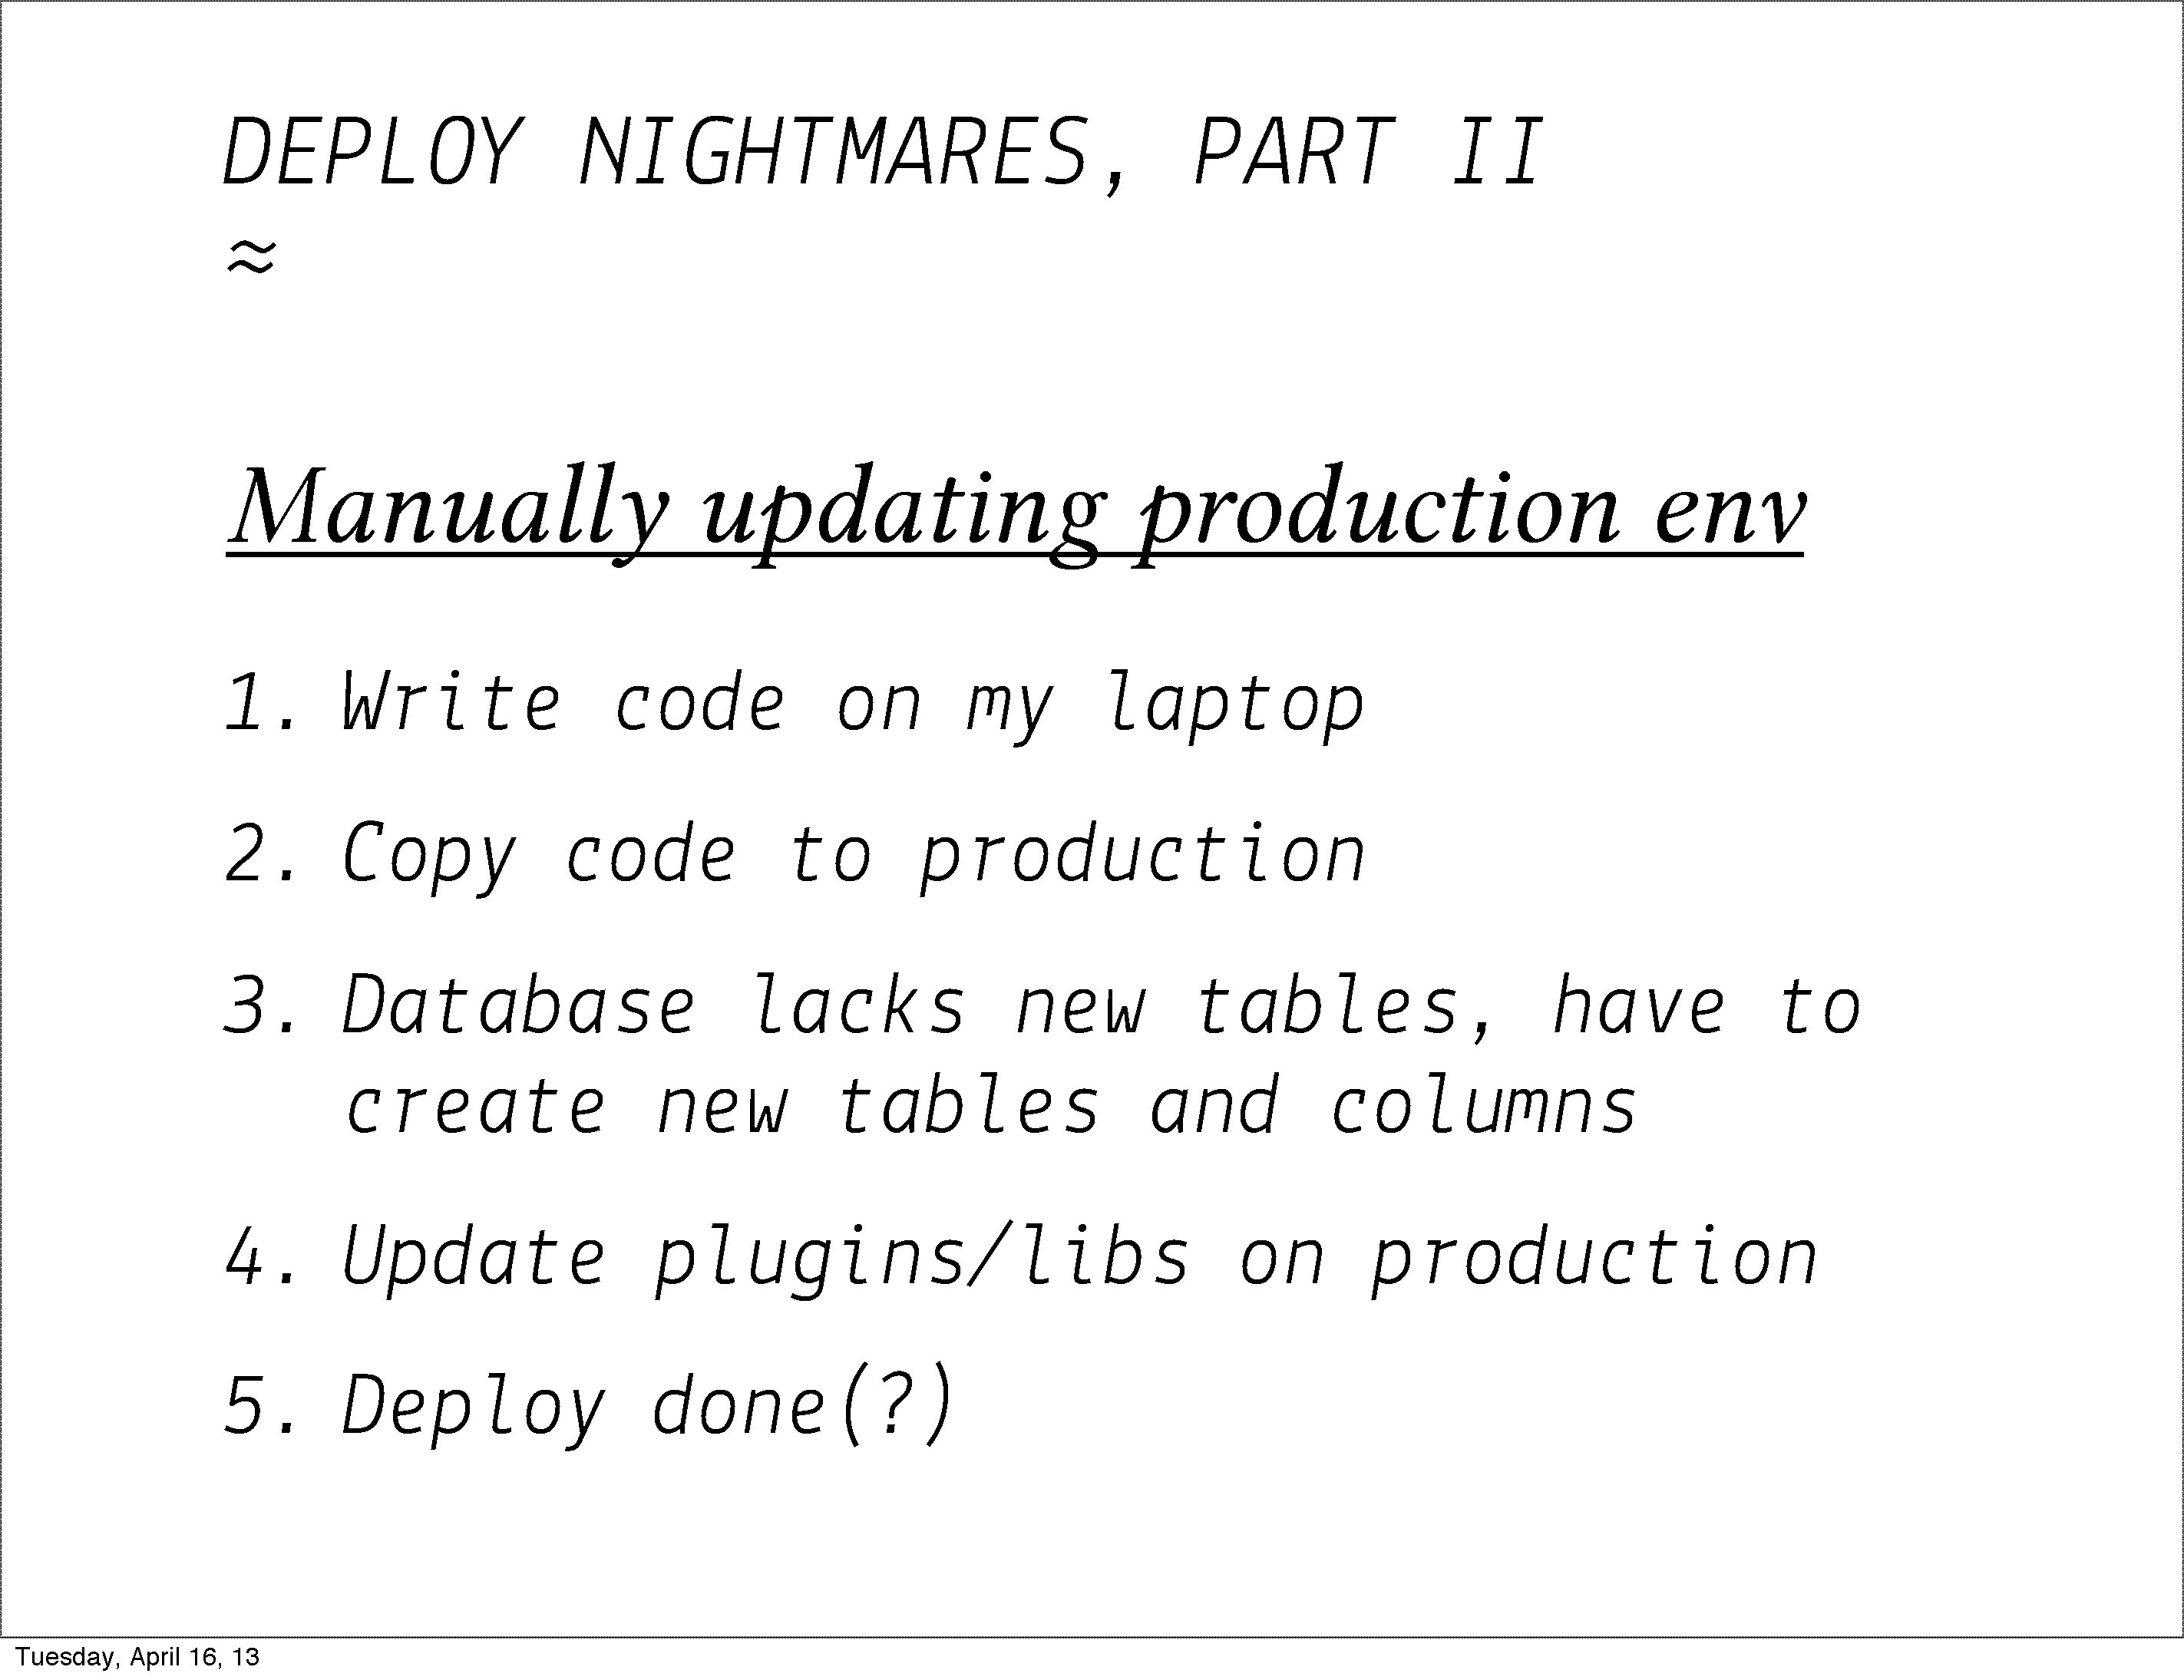 DEPLOY NIGHTMARES, PART II
≈
Manually updating production env
1. Write code on my laptop
2. Copy code to production
3. Database lacks new tables, have to
create new tables and columns
4. Update plugins/libs on production
5. Deploy done(?)
Tuesday, April 16, 13